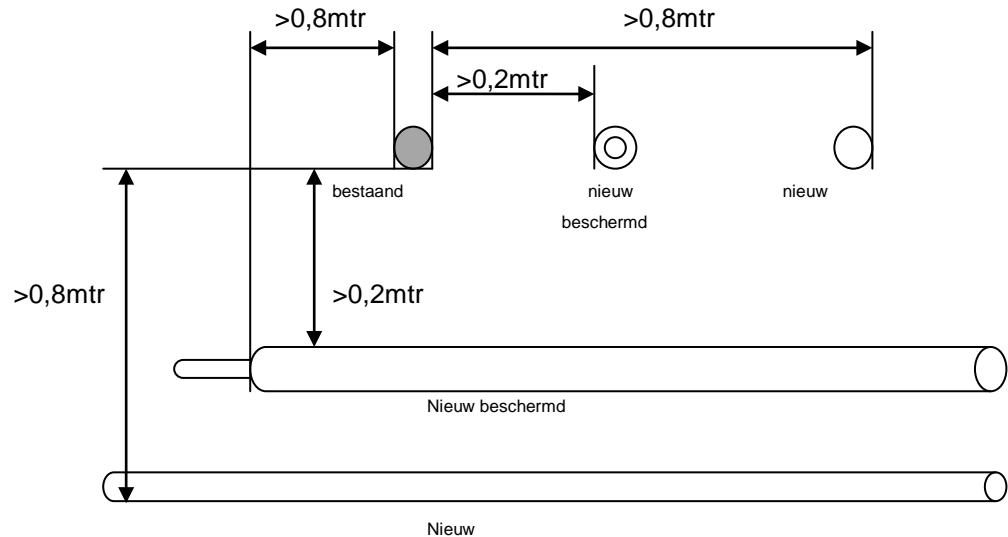 >0,8mtr
>0,8mtr
>0,2mtr
bestaand
nieuw
beschermd
nieuw
>0,8mtr
>0,2mtr
Nieuw beschermd
Nieuw